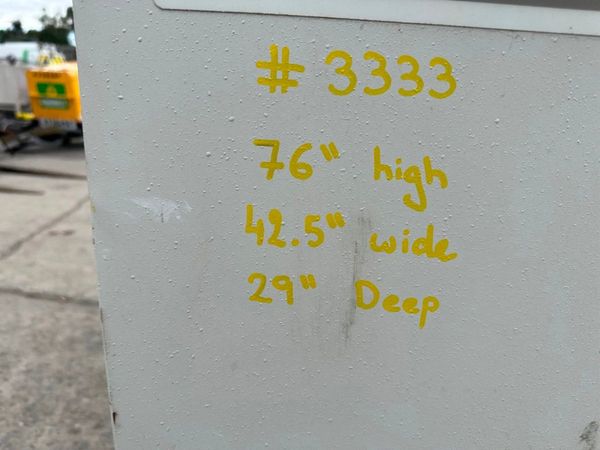 # 3333
76" high
42.5" wide
29" Deep